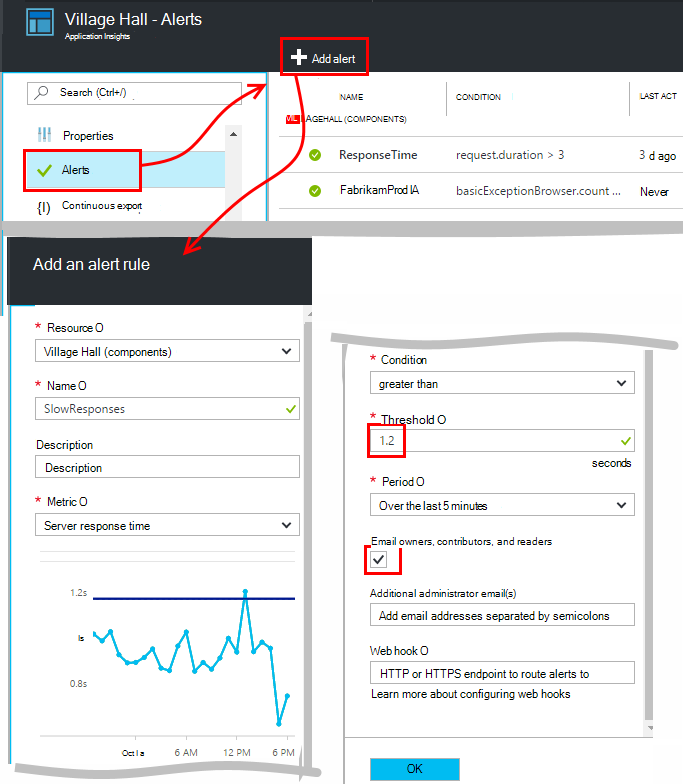 Village Hall - Alerts
Application Insights
Add alert
Search (Ctrl+/)
Properties
Alerts
Continuous export
NAME CONDITION LAST ACT
AGEHALL (COMPONENTS)
ResponseTime request.duration > 3 3 d ago
FabrikamProdIA basicExceptionBrowser.count ... Never
Add an alert rule
* Resource O
Village Hall (components)
* Name O
SlowResponses
Description
Description
* Metric O
Server response time
1.2s
ls
0.8s
6 AM 12 PM 6 PM
* Condition
greater than
* Threshold O
1.2
seconds
* Period O
Over the last 5 minutes
Email owners, contributors, and readers
Additional administrator email(s)
Add email addresses separated by semicolons
Web hook O
HTTP or HTTPS endpoint to route alerts to
Learn more about configuring web hooks
OK